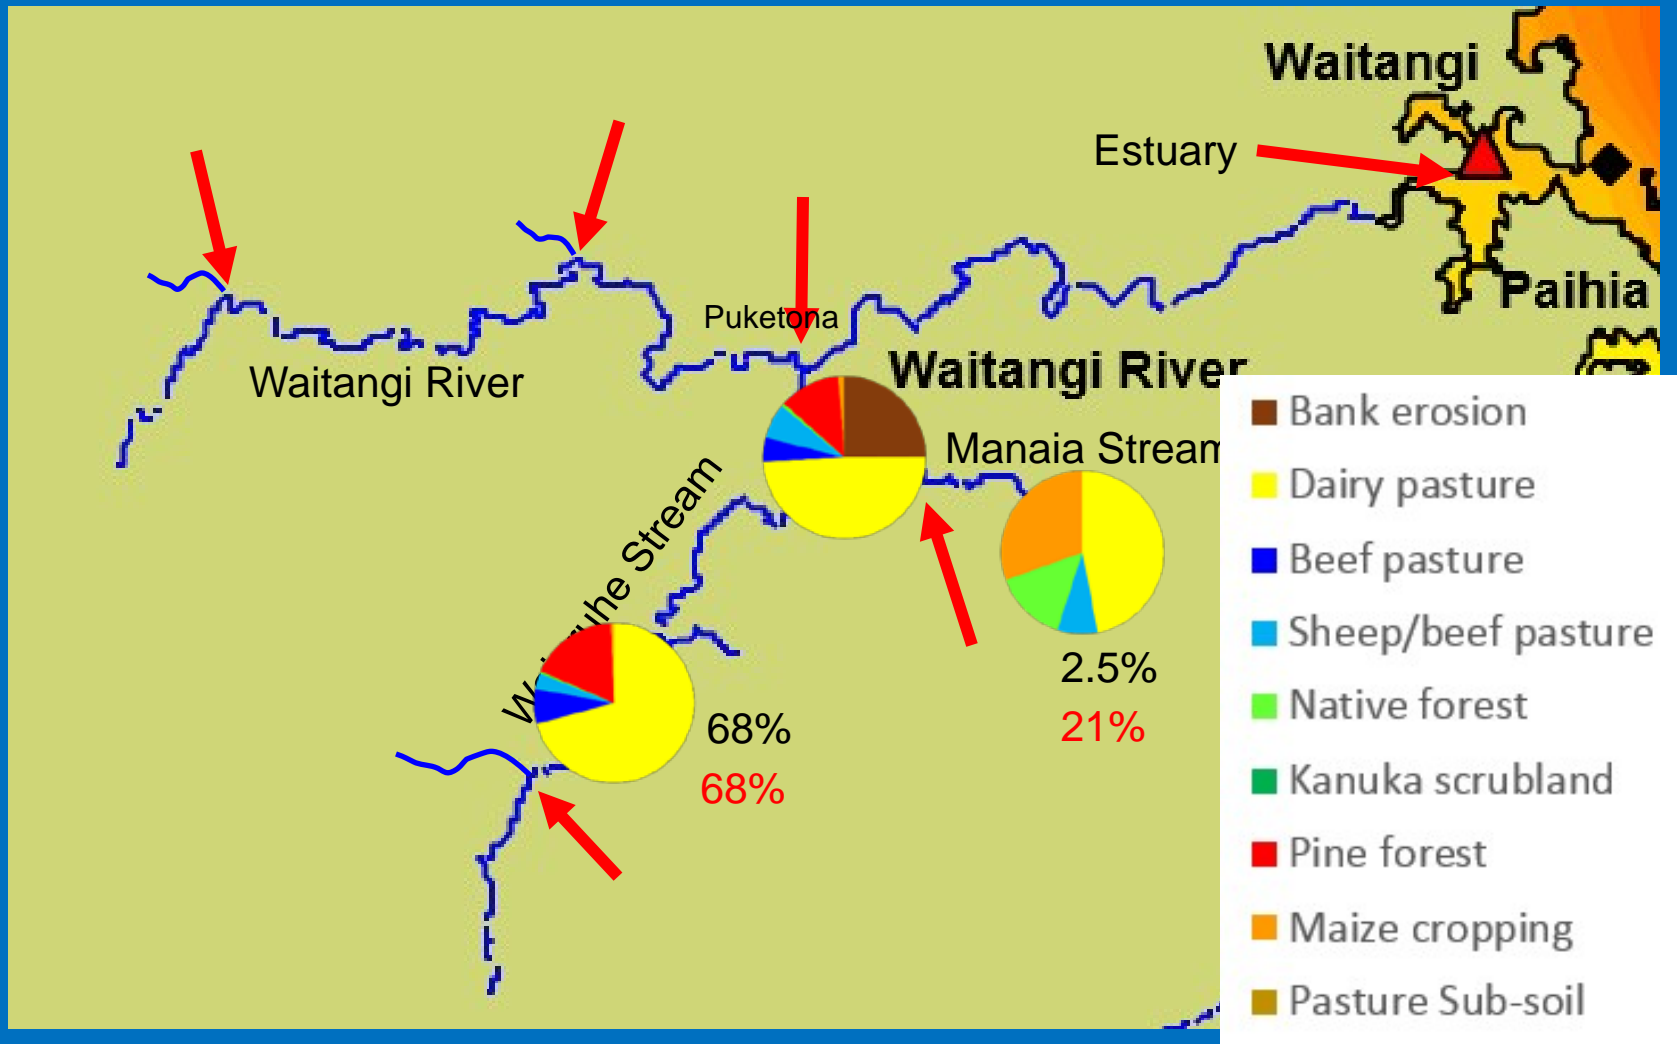 Waitangi
Estuary
Paihia
Puketona
Waitangi River
Waitangi River
Manaia Stream
Stream
2.5%
21%
68%
68%
Bank erosion
Dairy pasture
Beef pasture
Sheep/beef pasture
Native forest
Kanuka scrubland
Pine forest
Maize cropping
Pasture Sub-soil